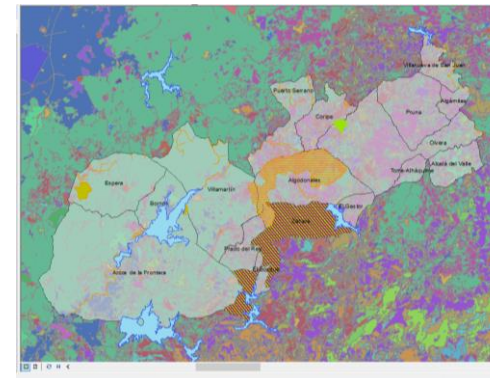 Villanueva de San Juan
Puerto Serrano
Algámitas
Coripe
Pruna
Olvera
Alcalá del Valle
Torre Alháquime
Espera
Bornos
Villamartín
Algodonales
El Gastor
Zahara
Prado del Rey
Arcos de la Frontera